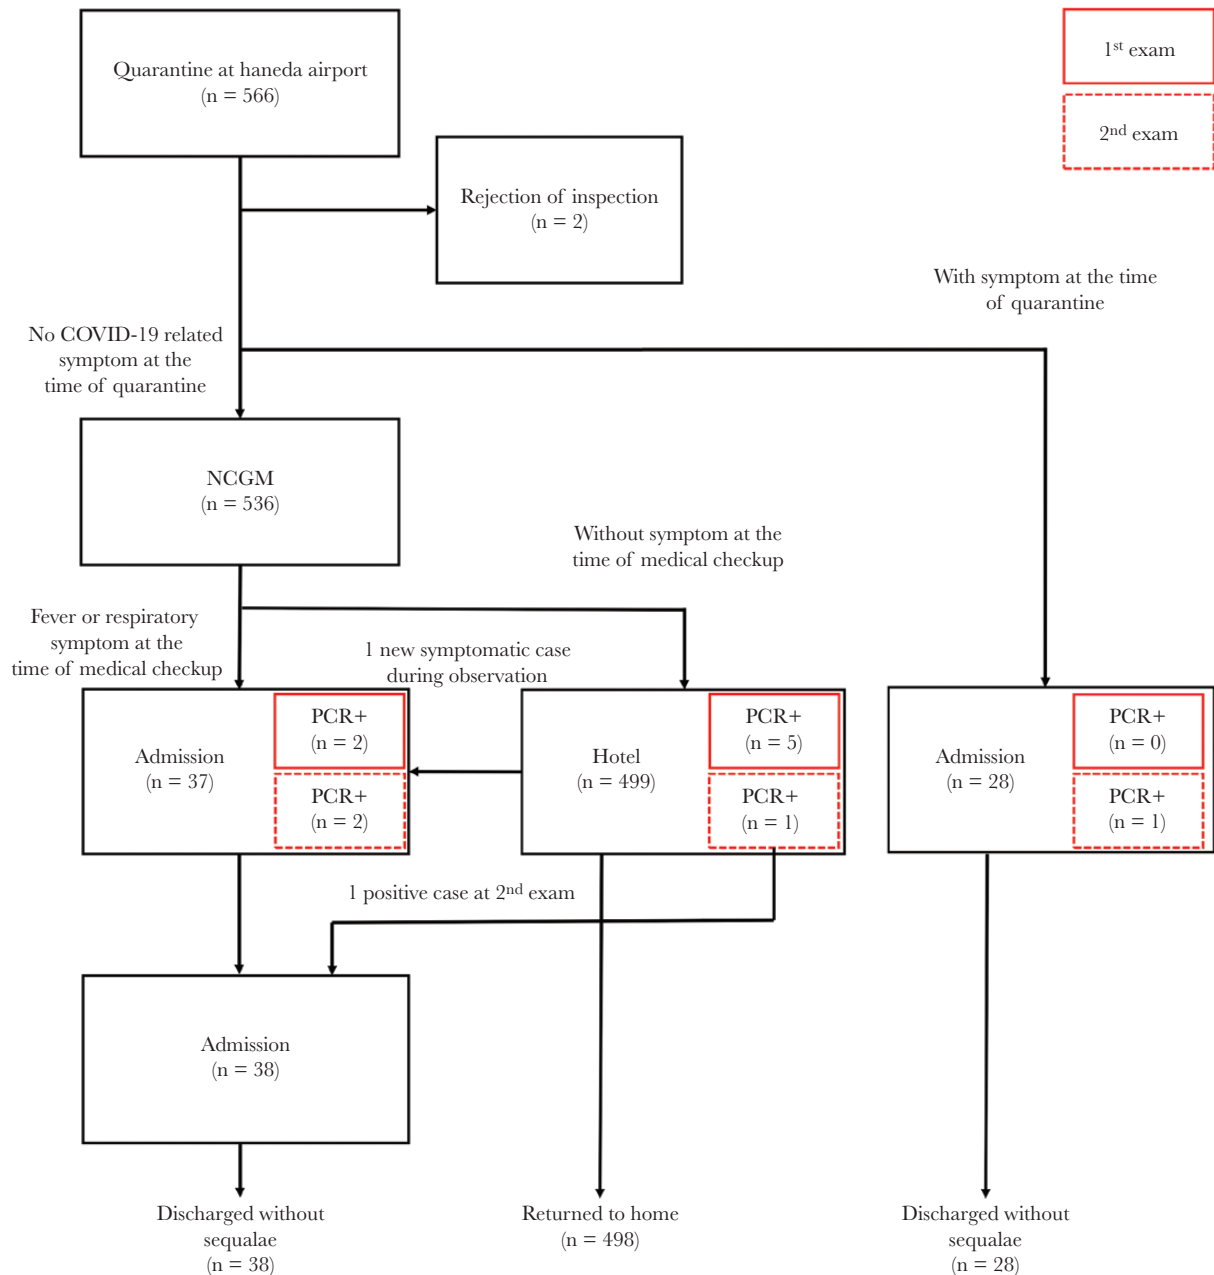 Quarantine at haneda airport
(n = 566)
1st exam
2nd exam
Rejection of inspection
(n = 2)
With symptom at the time
of quarantine
No COVID-19 related
symptom at the
time of quarantine
NCGM
(n = 536)
Without symptom at the
time of medical checkup
Fever or respiratory
symptom at the
time of medical checkup
1 new symptomatic case
during observation
Admission
(n = 37)
PCR+
(n = 2)
PCR+
(n = 2)
Hotel
(n = 499)
PCR+
(n = 5)
PCR+
(n = 1)
Admission
(n = 28)
PCR+
(n = 0)
PCR+
(n = 1)
1 positive case at 2nd exam
Admission
(n = 38)
Discharged without
sequalae
(n = 38)
Returned to home
(n = 498)
Discharged without
sequalae
(n = 28)